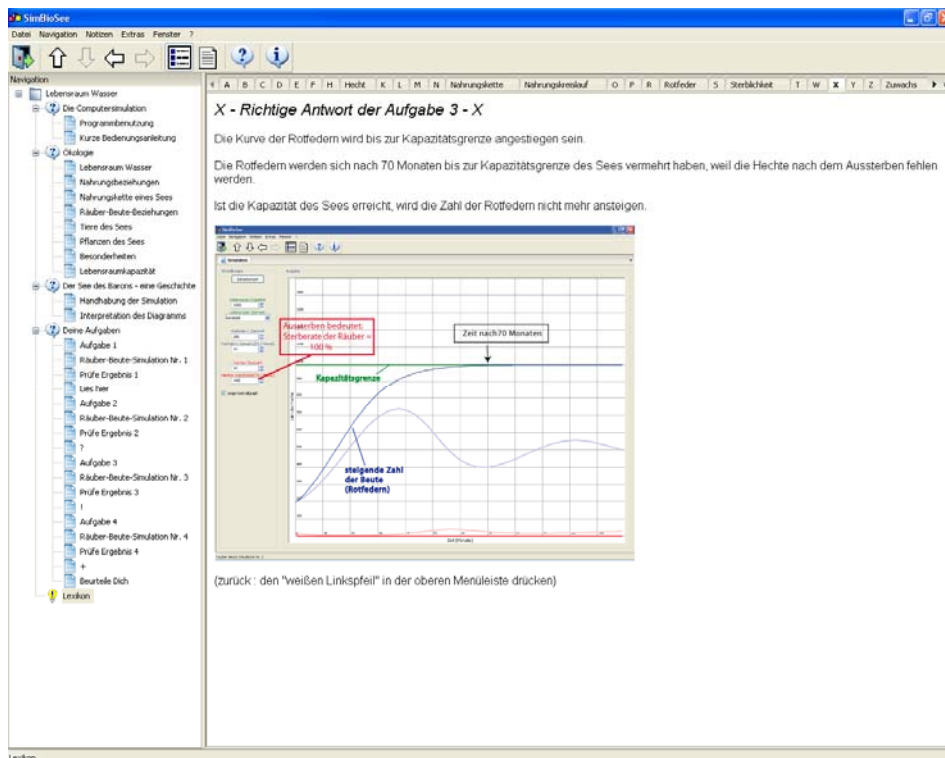 SimBioSee
Datei Navigation Notizen Extras Fenster ?
Navigation
Lebensraum Wasser
Die Computersimulation
Programmbenutzung
Kurze Bedienungsanleitung
Ökologie
Lebensraum Wasser
Nahrungsbeziehungen
Nahrungskette eines Sees
Räuber-Beute-Beziehungen
Tiere des Sees
Pflanzen des Sees
Besonderheiten
Lebensraumkapazität
Der See des Barons - eine Geschichte
Handhabung der Simulation
Interpretation des Diagramms
Deine Aufgaben
Aufgabe 1
Räuber-Beute-Simulation Nr. 1
Prüfe Ergebnis 1
Lies hier
Aufgabe 2
Räuber-Beute-Simulation Nr. 2
Prüfe Ergebnis 2
?
Aufgabe 3
Räuber-Beute-Simulation Nr. 3
Prüfe Ergebnis 3
!
Aufgabe 4
Räuber-Beute-Simulation Nr. 4
Prüfe Ergebnis 4
+
Beurteile Dich
Lexikon
A B C D E F H Hecht K L M N Nahrungskette Nahrungskreislauf O P R Rotfeder S Sterblichkeit T W X Y Z Zuwachs
X - Richtige Antwort der Aufgabe 3 - X
Die Kurve der Rotfedern wird bis zur Kapazitätsgrenze angestiegen sein.
Die Rotfedern werden sich nach 70 Monaten bis zur Kapazitätsgrenze des Sees vermehrt haben, weil die Hechte nach dem Aussterben fehlen
werden.
Ist die Kapazität des Sees erreicht, wird die Zahl der Rotfedern nicht mehr ansteigen.
Aussterben bedeutet:
Sterberate der Räuber =
100 %
Zeit nach70 Monaten
Kapazitätsgrenze
steigende Zahl
der Beute
(Rotfedern)
Zeit (Monate)
(zurück : den "weißen Linkspfeil" in der oberen Menüleiste drücken)
Lexikon